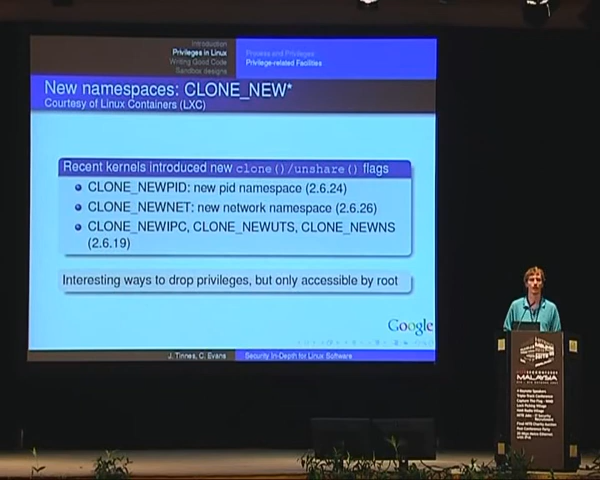 Introduction
Privileges in Linux
Writing Good Code
Sandbox designs
Process and Privileges
Privilege-related Facilities
New namespaces: CLONE_NEW*
Courtesy of Linux Containers (LXC)
Recent kernels introduced new clone()/unshare() flags
CLONE_NEWPID: new pid namespace (2.6.24)
CLONE_NEWNET: new network namespace (2.6.26)
CLONE_NEWIPC, CLONE_NEWUTS, CLONE_NEWNS
(2.6.19)
Interesting ways to drop privileges, but only accessible by root
Google
J. Tinnes, C. Evans
Security In-Depth for Linux Software
MALAYSIA